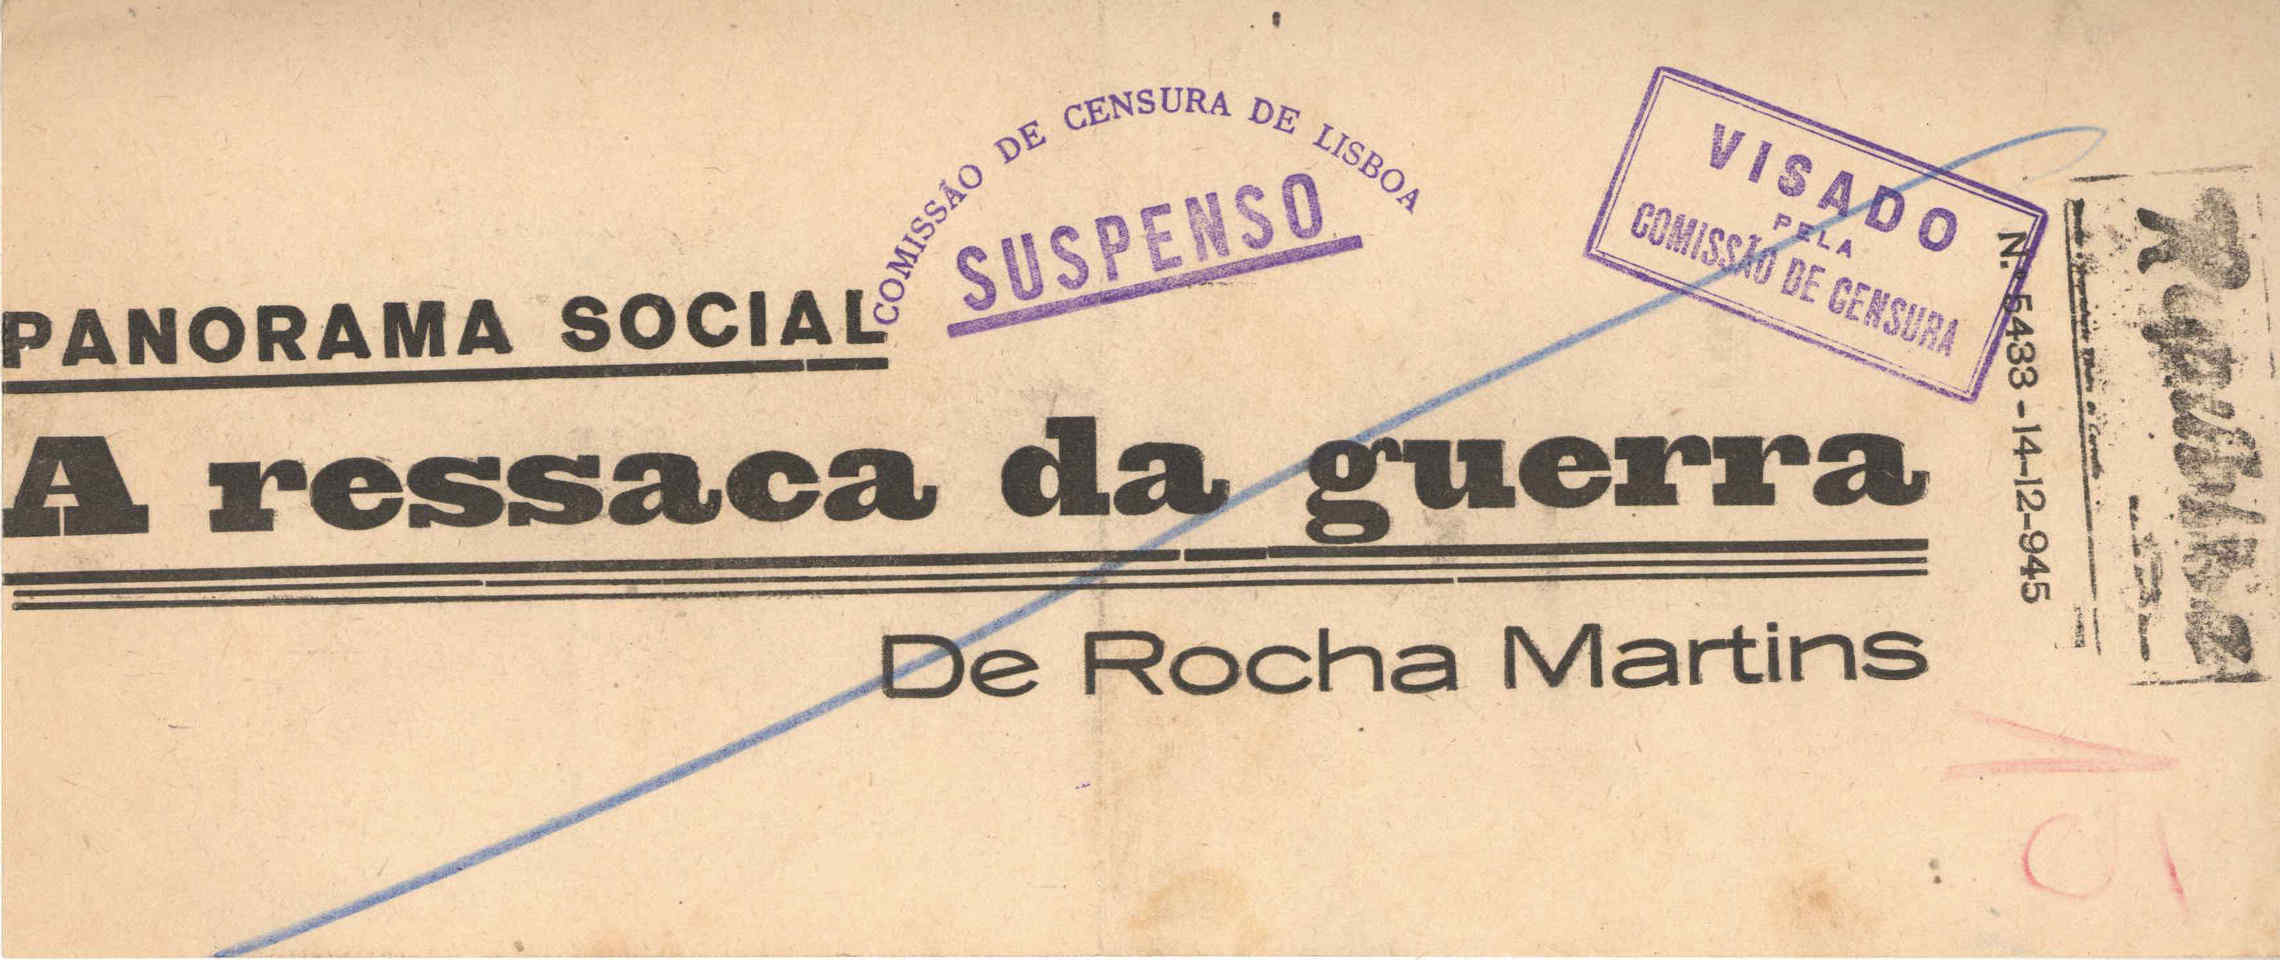 COMISSÃO DE CENSURA DE LISBOA
SUSPENSO
VISADO
PELA
COMISSÃO DE CENSURA
PANORAMA SOCIAL
A ressaca da guerra
De Rocha Martins
N.º 5433-14-12-945
República